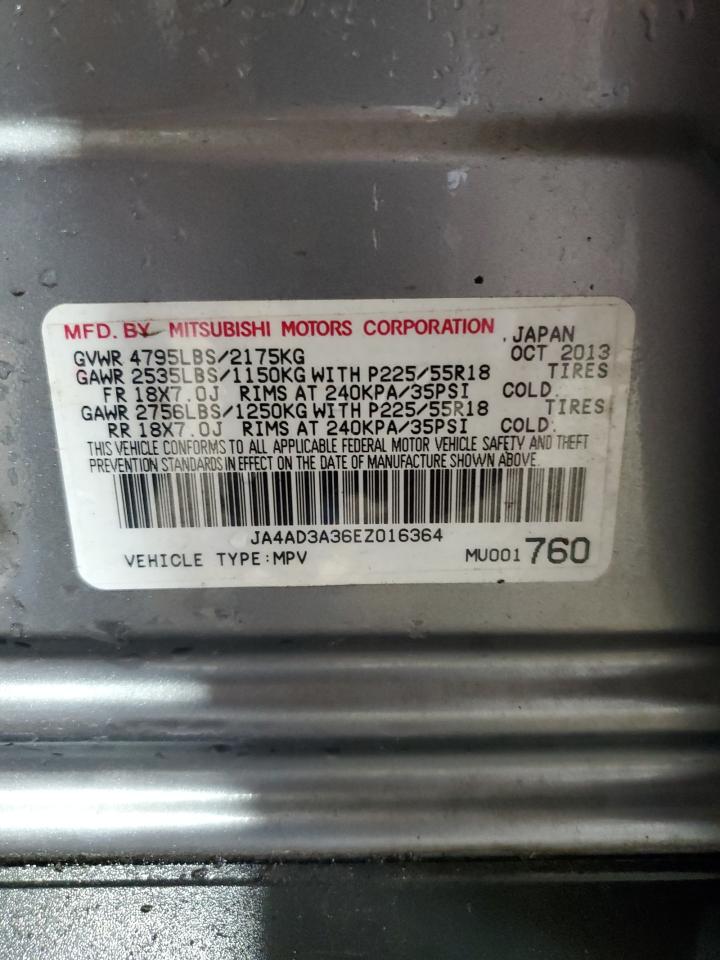 MFD. BY MITSUBISHI MOTORS CORPORATION .JAPAN
GVWR 4795LBS/2175KG OCT 2013
GAWR 2535LBS/1150KG WITH P225/55R18 TIRES
FR 18X7.0J RIMS AT 240KPA/35PSI COLD.
GAWR 2756LBS/1250KG WITH P225/55R18 TIRES
RR 18X7.0J RIMS AT 240KPA/35PSI COLD.
THIS VEHICLE CONFORMS TO ALL APPLICABLE FEDERAL MOTOR VEHICLE SAFETY AND THEFT
PREVENTION STANDARDS IN EFFECT ON THE DATE OF MANUFACTURE SHOWN ABOVE.
JA4AD3A36EZ016364
VEHICLE TYPE:MPV MU001 760